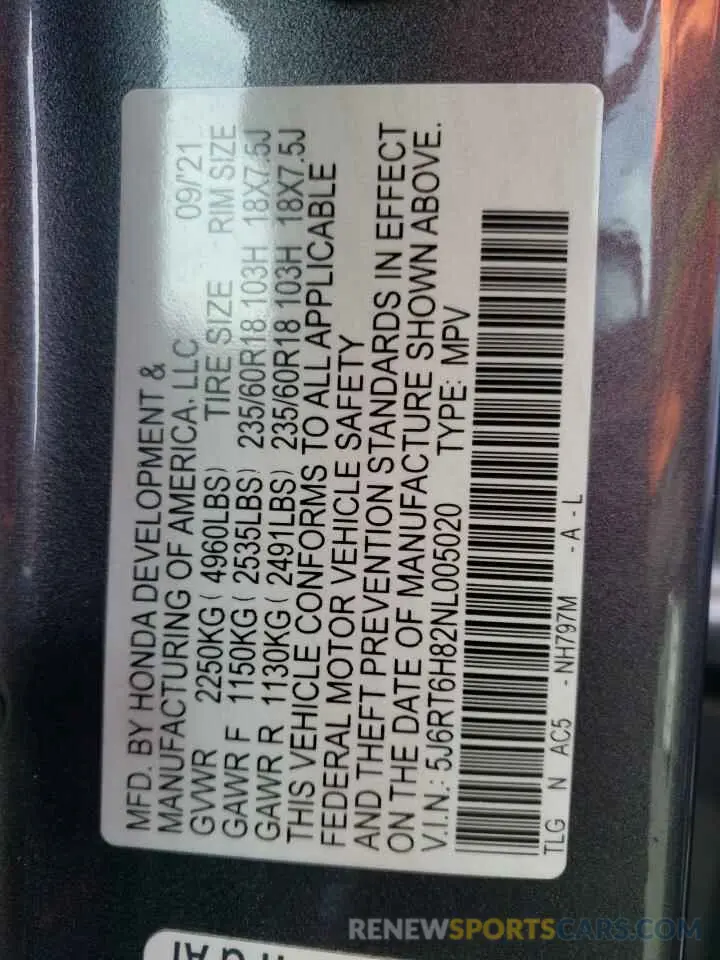 MFD. BY HONDA DEVELOPMENT &
MANUFACTURING OF AMERICA, LLC 09/'21
GVWR 2250KG ( 4960LBS) TIRE SIZE RIM SIZE
GAWR F 1150KG ( 2535LBS) 235/60R18 103H 18X7.5J
GAWR R 1130KG ( 2491LBS) 235/60R18 103H 18X7.5J
THIS VEHICLE CONFORMS TO ALL APPLICABLE
FEDERAL MOTOR VEHICLE SAFETY
AND THEFT PREVENTION STANDARDS IN EFFECT
ON THE DATE OF MANUFACTURE SHOWN ABOVE.
V.I.N.: 5J6RT6H82NL005020 TYPE: MPV
TLG N AC5 -NH797M -A-L
RENEWSPORTSCARS.COM